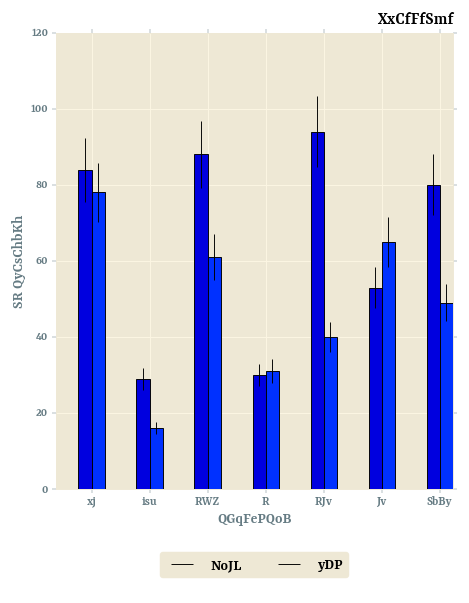 XxCfFfSmf
120
100
80
60
40
20
0
SR QyCsChbKh
xj isu RWZ R RJv Jv SbBy
QGqFePQoB
NoJL yDP